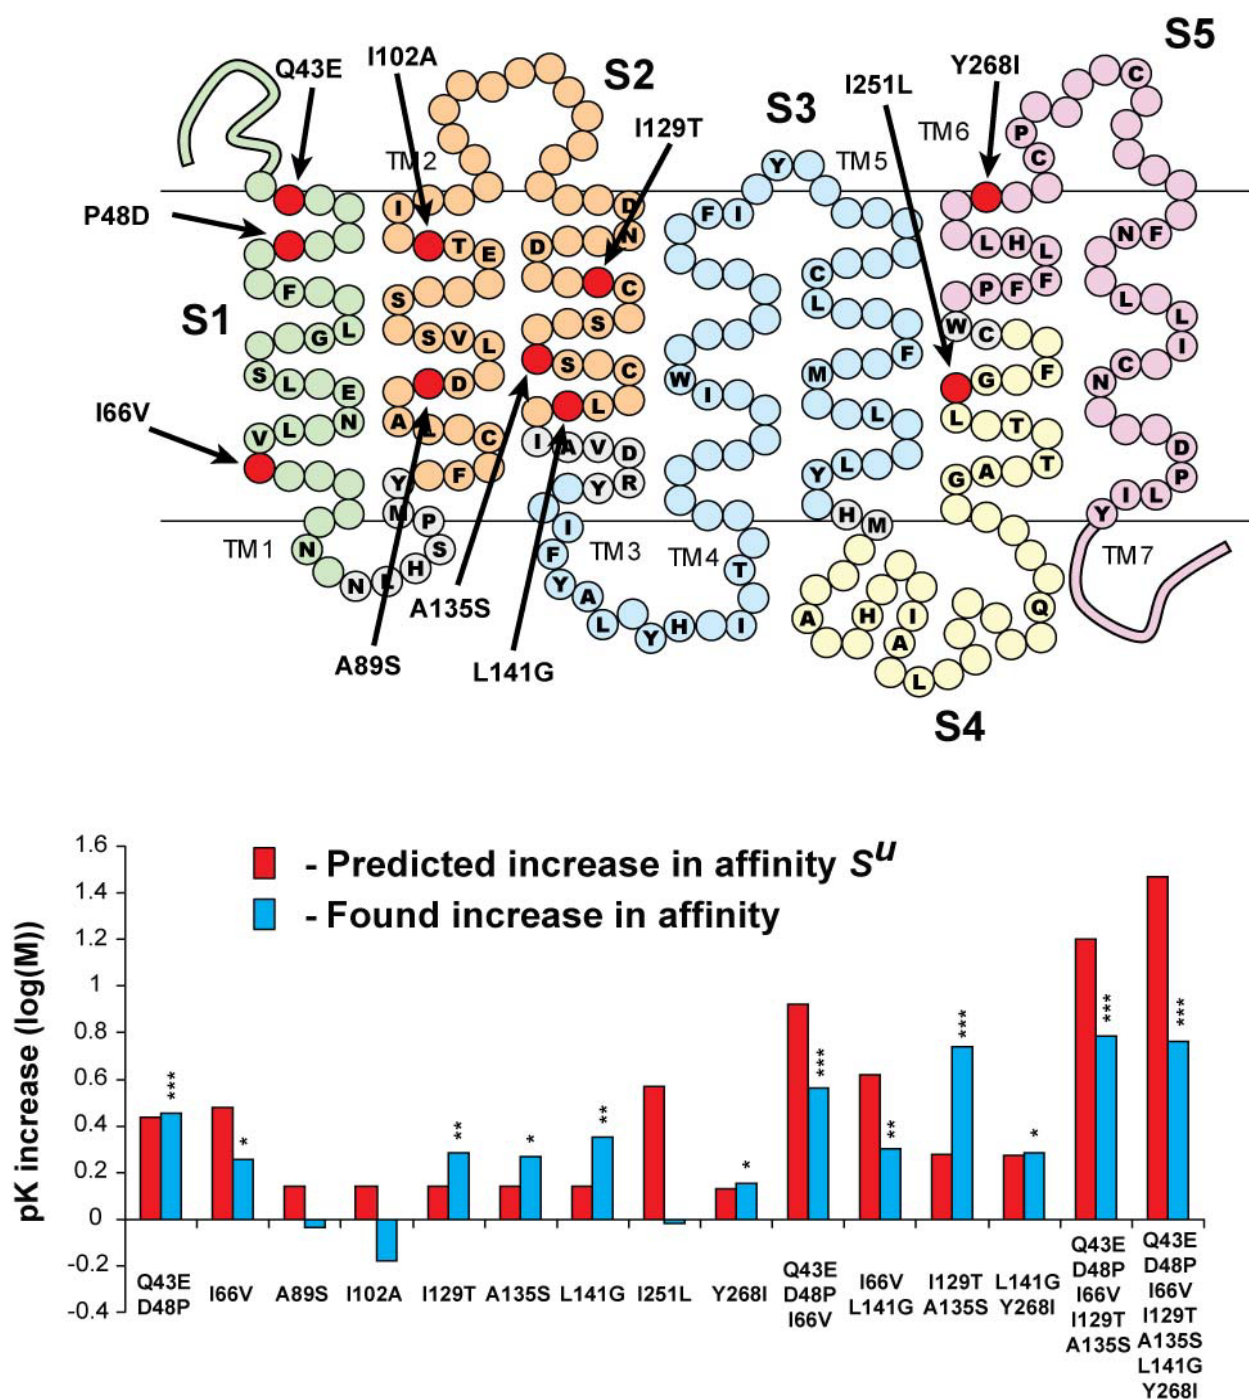 S5
I102A
Y268I
Q43E
S2
C
I251L
S3
I129T
TM6
P
TM2
Y
TM5
C
I
D
F I
P48D
T E
D
N
L H L
N F
F
S
C
C
P F F
L
S1
G L
S V L
S
L
W C
L
I
F
S L E
D
S C
W I
M
G F
N C
I66V
V L N
A L C
L
L
L T
I A V D
D
F
Y
Y R
Y L
G A T
P
Y I L
M P
H M
TM1
N
S
I
F
TM3
TM4
TM7
N L H
Y A
T
A135S
L Y H I
A H I
A
Q
A89S
L141G
L
S4
1.6
1.4
1.2
1
0.8
0.6
0.4
0.2
0
-0.2
-0.4
pK increase (log(M))
- Predicted increase in affinity S^u
- Found increase in affinity
***
*
**
*
**
*
***
**
***
*
***
***
Q43E
D48P
I66V
A89S
I102A
I129T
A135S
L141G
I251L
Y268I
Q43E
D48P
I66V
I66V
L141G
I129T
A135S
L141G
Y268I
Q43E
D48P
I66V
I129T
A135S
Q43E
D48P
I66V
I129T
A135S
L141G
Y268I